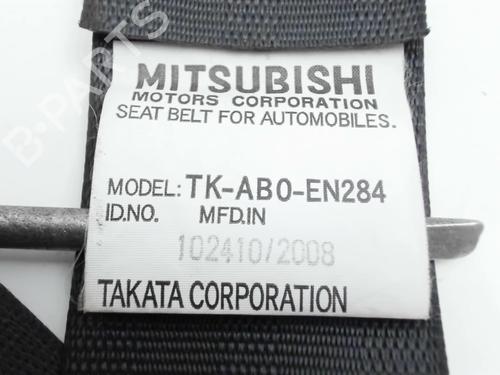 MITSUBISHI
MOTORS CORPORATION
SEAT BELT FOR AUTOMOBILES.
MODEL: TK-AB0-EN284
ID.NO. MFD.IN
102410/2008
TAKATA CORPORATION
B-PARTS